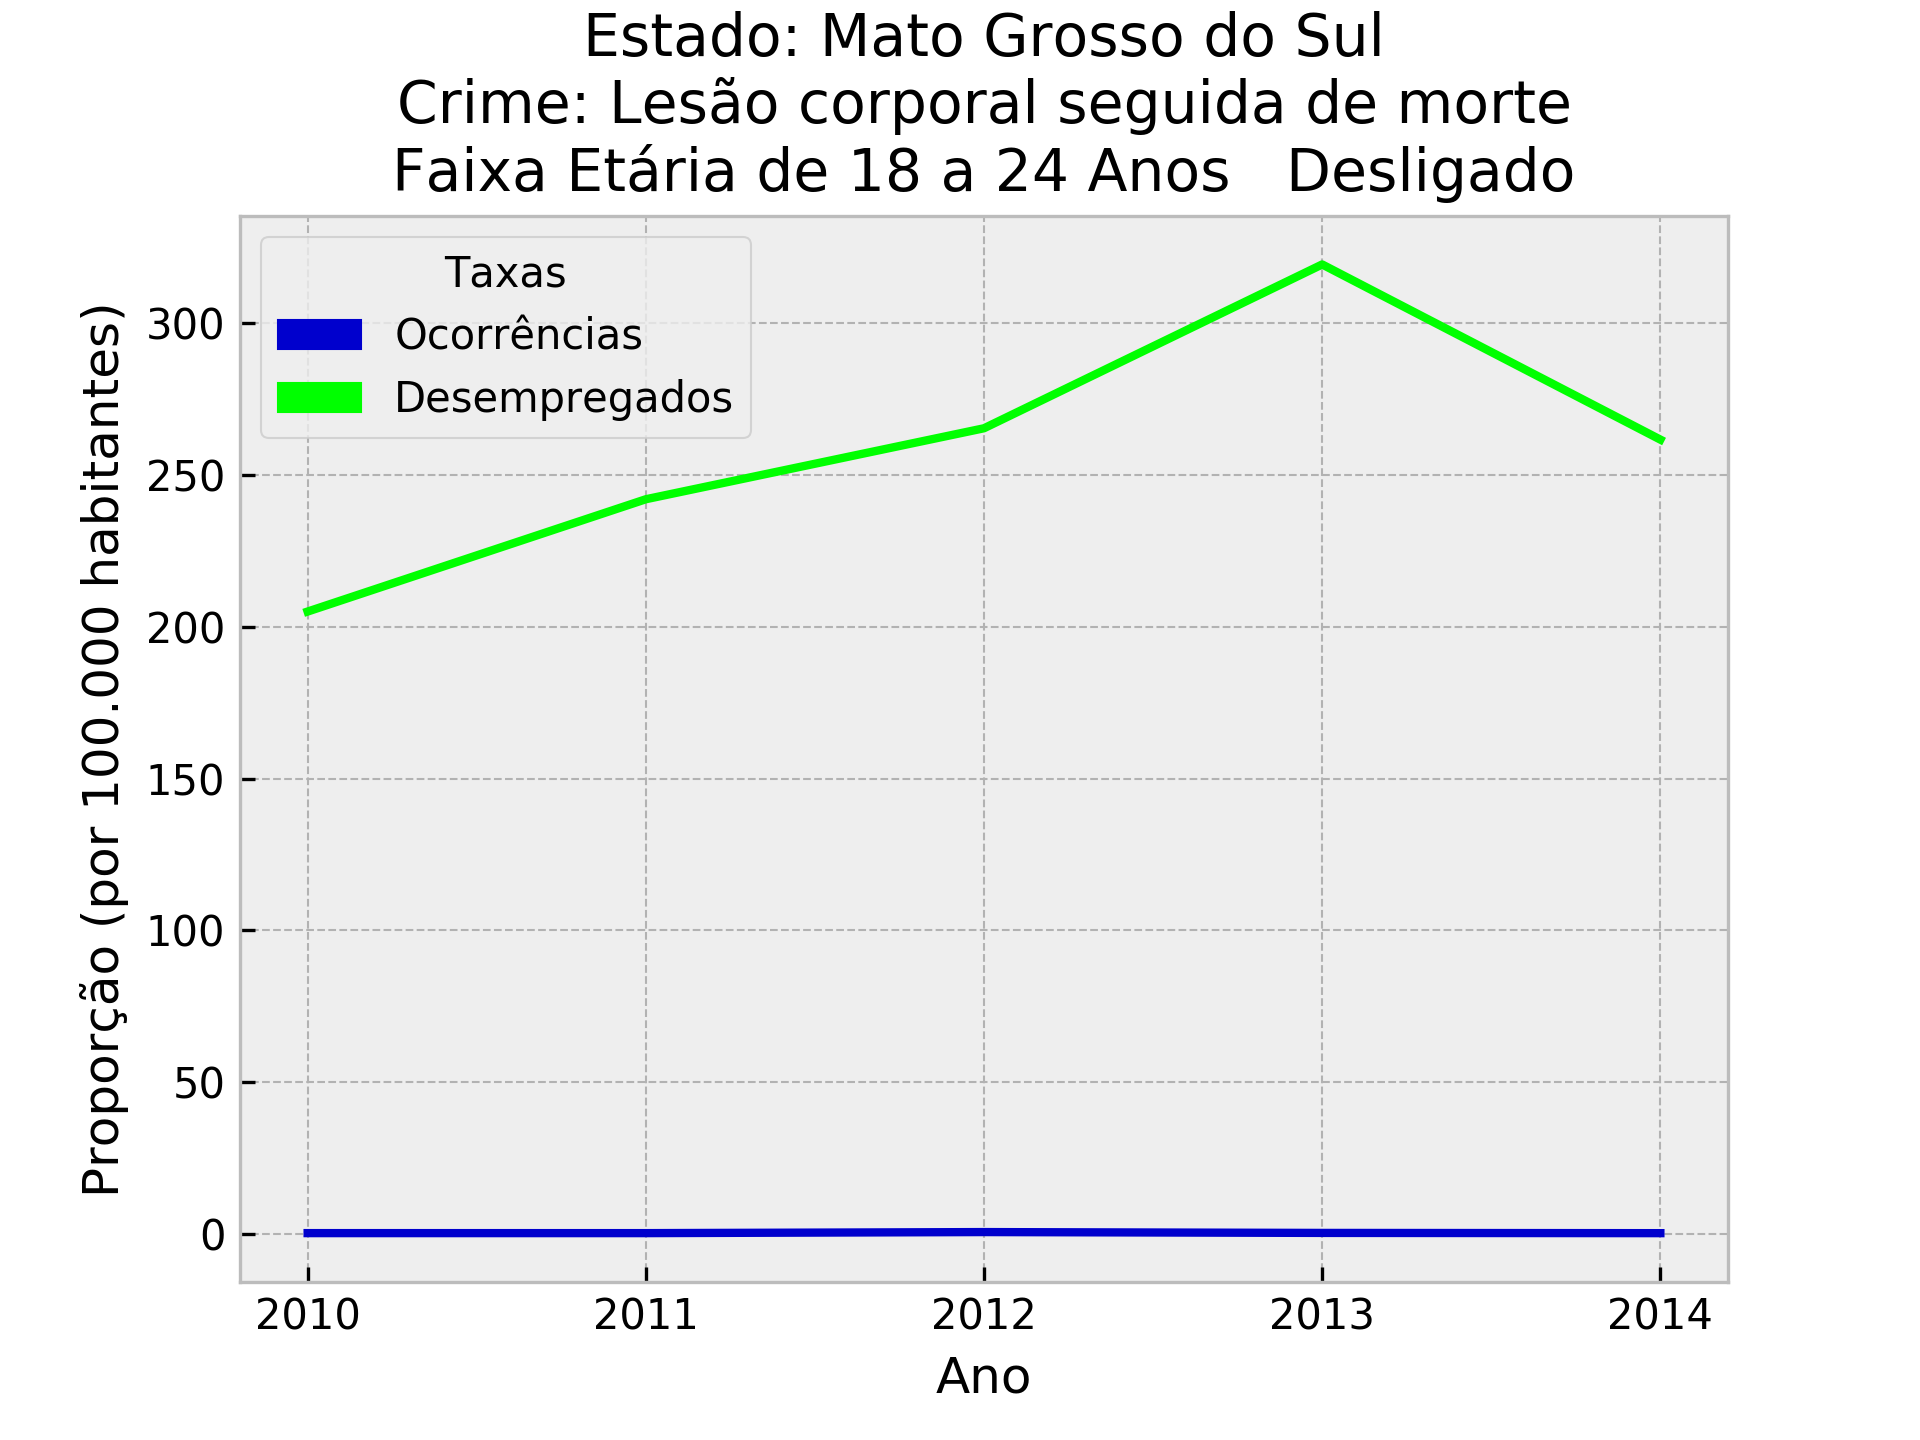 Estado: Mato Grosso do Sul
Crime: Lesão corporal seguida de morte
Faixa Etária de 18 a 24 Anos   Desligado
Taxas
Ocorrências
Desempregados
Proporção (por 100.000 habitantes)
300
250
200
150
100
50
0
2010 2011 2012 2013 2014
Ano